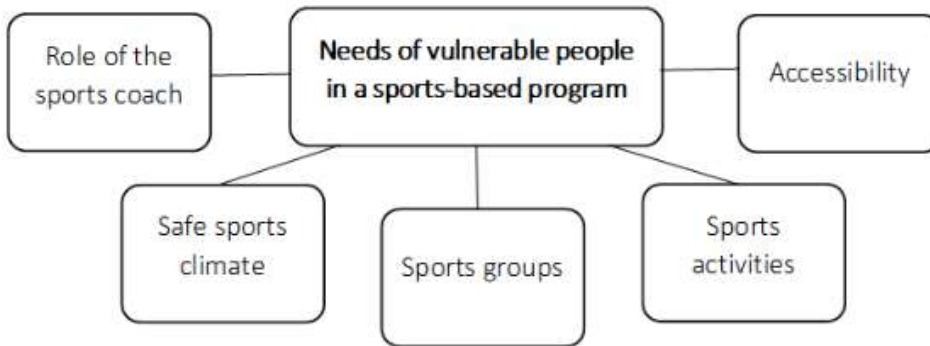 Role of the
sports coach
Needs of vulnerable people
in a sports-based program
Accessibility
Safe sports
climate
Sports groups
Sports
activities